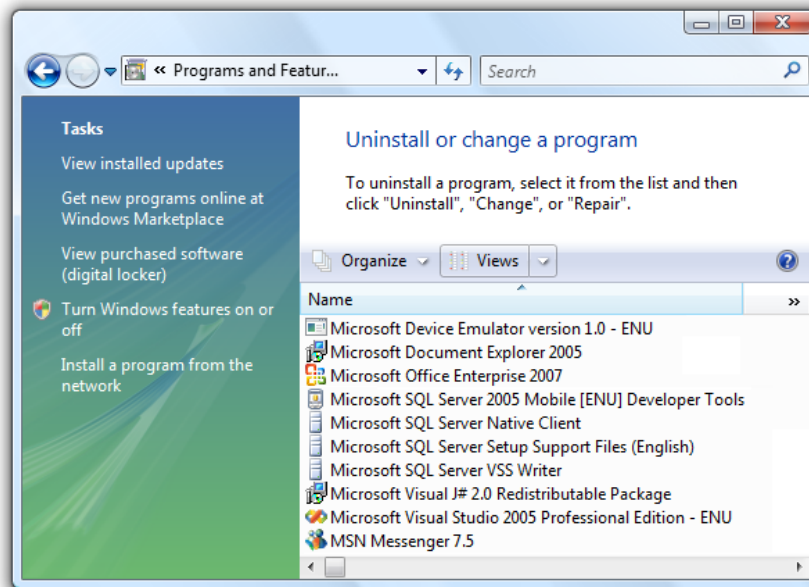 « Programs and Featur...
Search
Tasks
View installed updates
Get new programs online at
Windows Marketplace
View purchased software
(digital locker)
Turn Windows features on or
off
Install a program from the
network
Uninstall or change a program
To uninstall a program, select it from the list and then
click "Uninstall", "Change", or "Repair".
Organize Views
Name »
Microsoft Device Emulator version 1.0 - ENU
Microsoft Document Explorer 2005
Microsoft Office Enterprise 2007
Microsoft SQL Server 2005 Mobile [ENU] Developer Tools
Microsoft SQL Server Native Client
Microsoft SQL Server Setup Support Files (English)
Microsoft SQL Server VSS Writer
Microsoft Visual J# 2.0 Redistributable Package
Microsoft Visual Studio 2005 Professional Edition - ENU
MSN Messenger 7.5